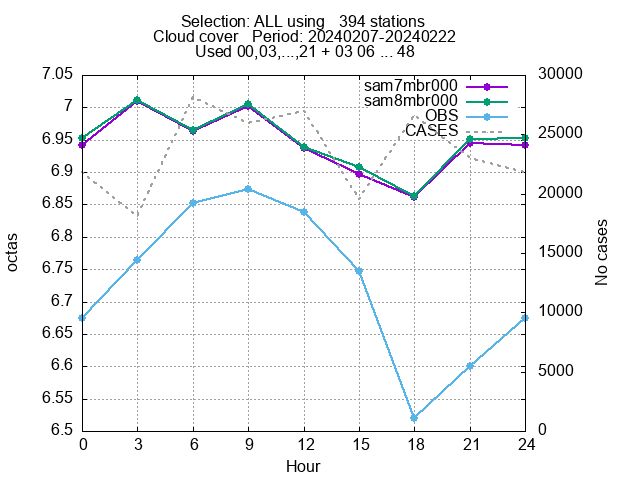 Selection: ALL using   394 stations
Cloud cover   Period: 20240207-20240222
Used 00,03,...,21 + 03 06 ... 48
sam7mbr000
sam8mbr000
OBS
CASES
7.05
7
6.95
6.9
6.85
6.8
6.75
6.7
6.65
6.6
6.55
6.5
octas
30000
25000
20000
15000
10000
5000
0
No cases
0 3 6 9 12 15 18 21 24
Hour